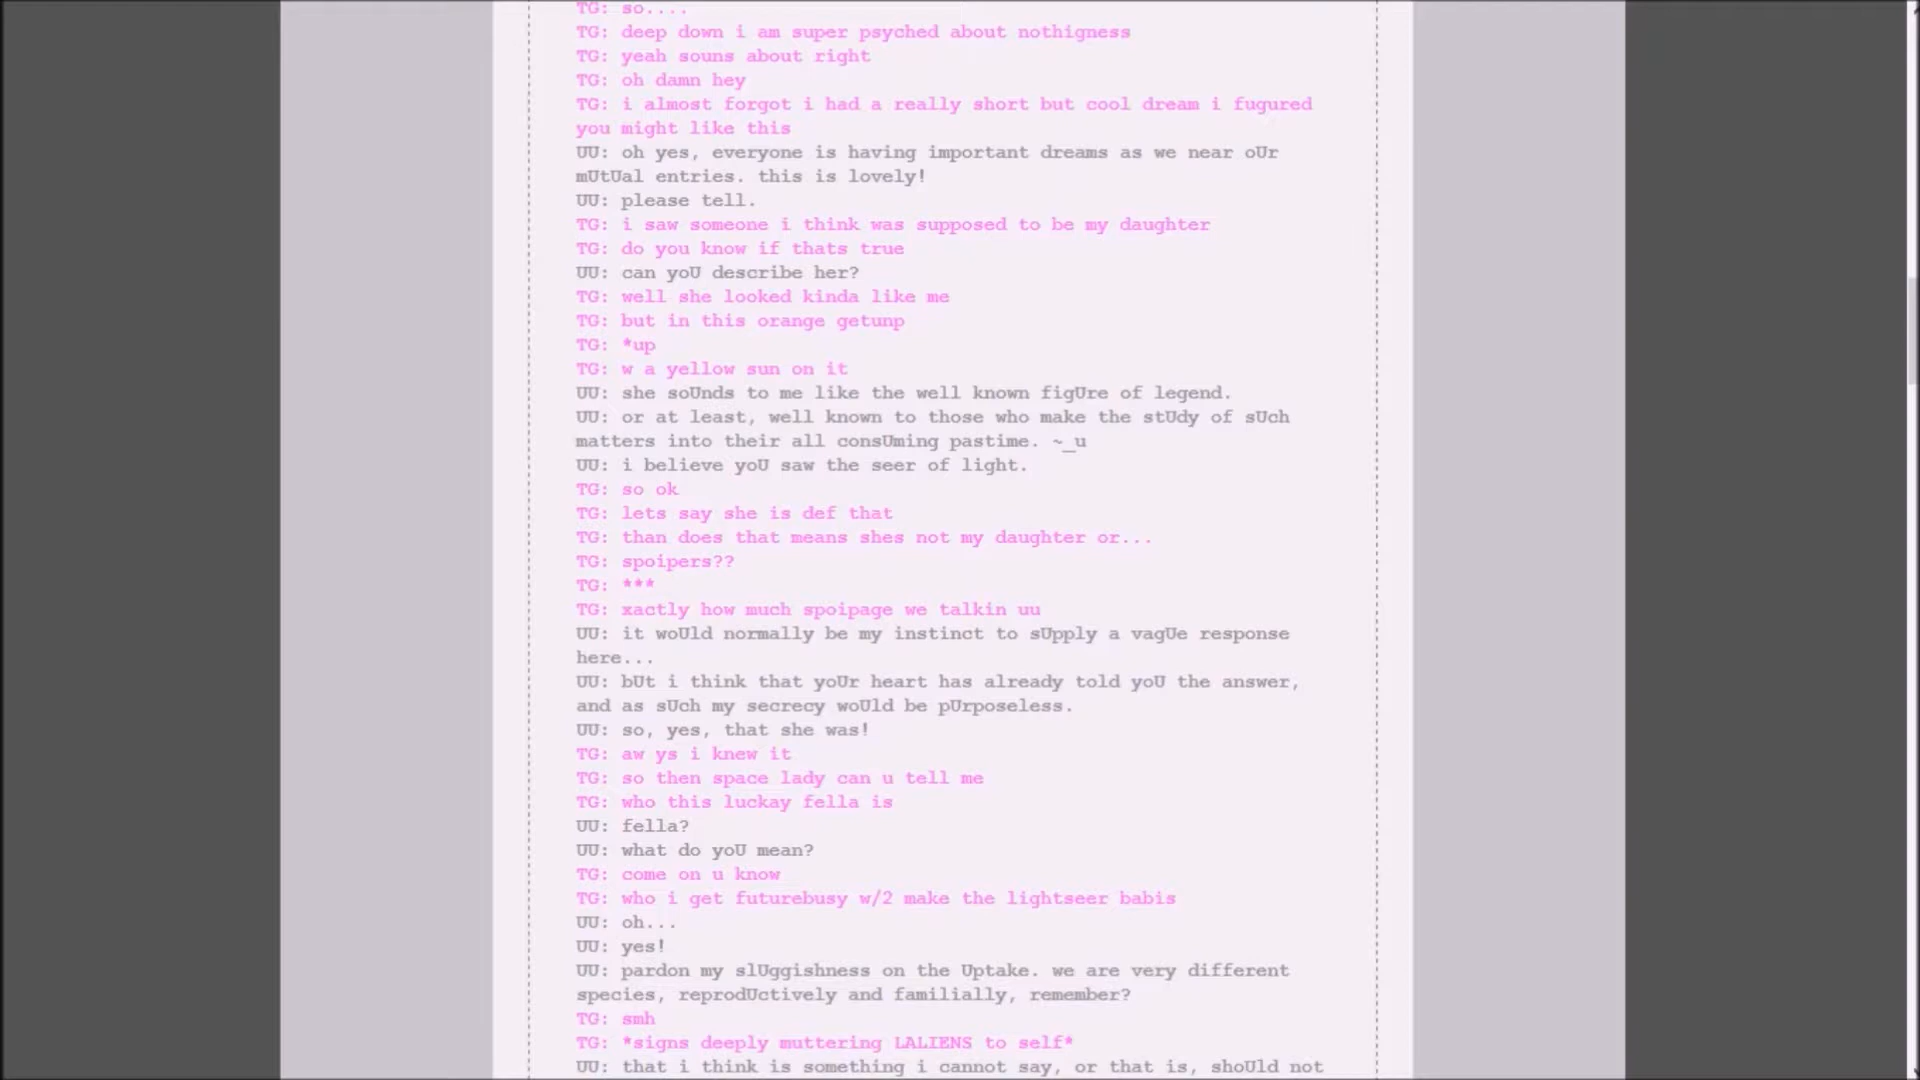 TG: so....
TG: deep down i am super psyched about nothigness
TG: yeah souns about right
TG: oh damn hey
TG: i almost forgot i had a really short but cool dream i fugured
you might like this
UU: oh yes, everyone is having important dreams as we near oUr
mUtUal entries. this is lovely!
UU: please tell.
TG: i saw someone i think was supposed to be my daughter
TG: do you know if thats true
UU: can yoU describe her?
TG: well she looked kinda like me
TG: but in this orange getunp
TG: *up
TG: w a yellow sun on it
UU: she soUnds to me like the well known figUre of legend.
UU: or at least, well known to those who make the stUdy of sUch
matters into their all consUming pastime. ~_u
UU: i believe yoU saw the seer of light.
TG: so ok
TG: lets say she is def that
TG: than does that means shes not my daughter or...
TG: spoipers??
TG: ***
TG: xactly how much spoipage we talkin uu
UU: it woUld normally be my instinct to sUpply a vagUe response
here...
UU: bUt i think that yoUr heart has already told yoU the answer,
and as sUch my secrecy woUld be pUrposeless.
UU: so, yes, that she was!
TG: aw ys i knew it
TG: so then space lady can u tell me
TG: who this luckay fella is
UU: fella?
UU: what do yoU mean?
TG: come on u know
TG: who i get futurebusy w/2 make the lightseer babis
UU: oh...
UU: yes!
UU: pardon my slUggishness on the Uptake. we are very different
species, reprodUctively and familially, remember?
TG: smh
TG: *signs deeply muttering LALIENS to self*
UU: that i think is something i cannot say, or that is, shoUld not